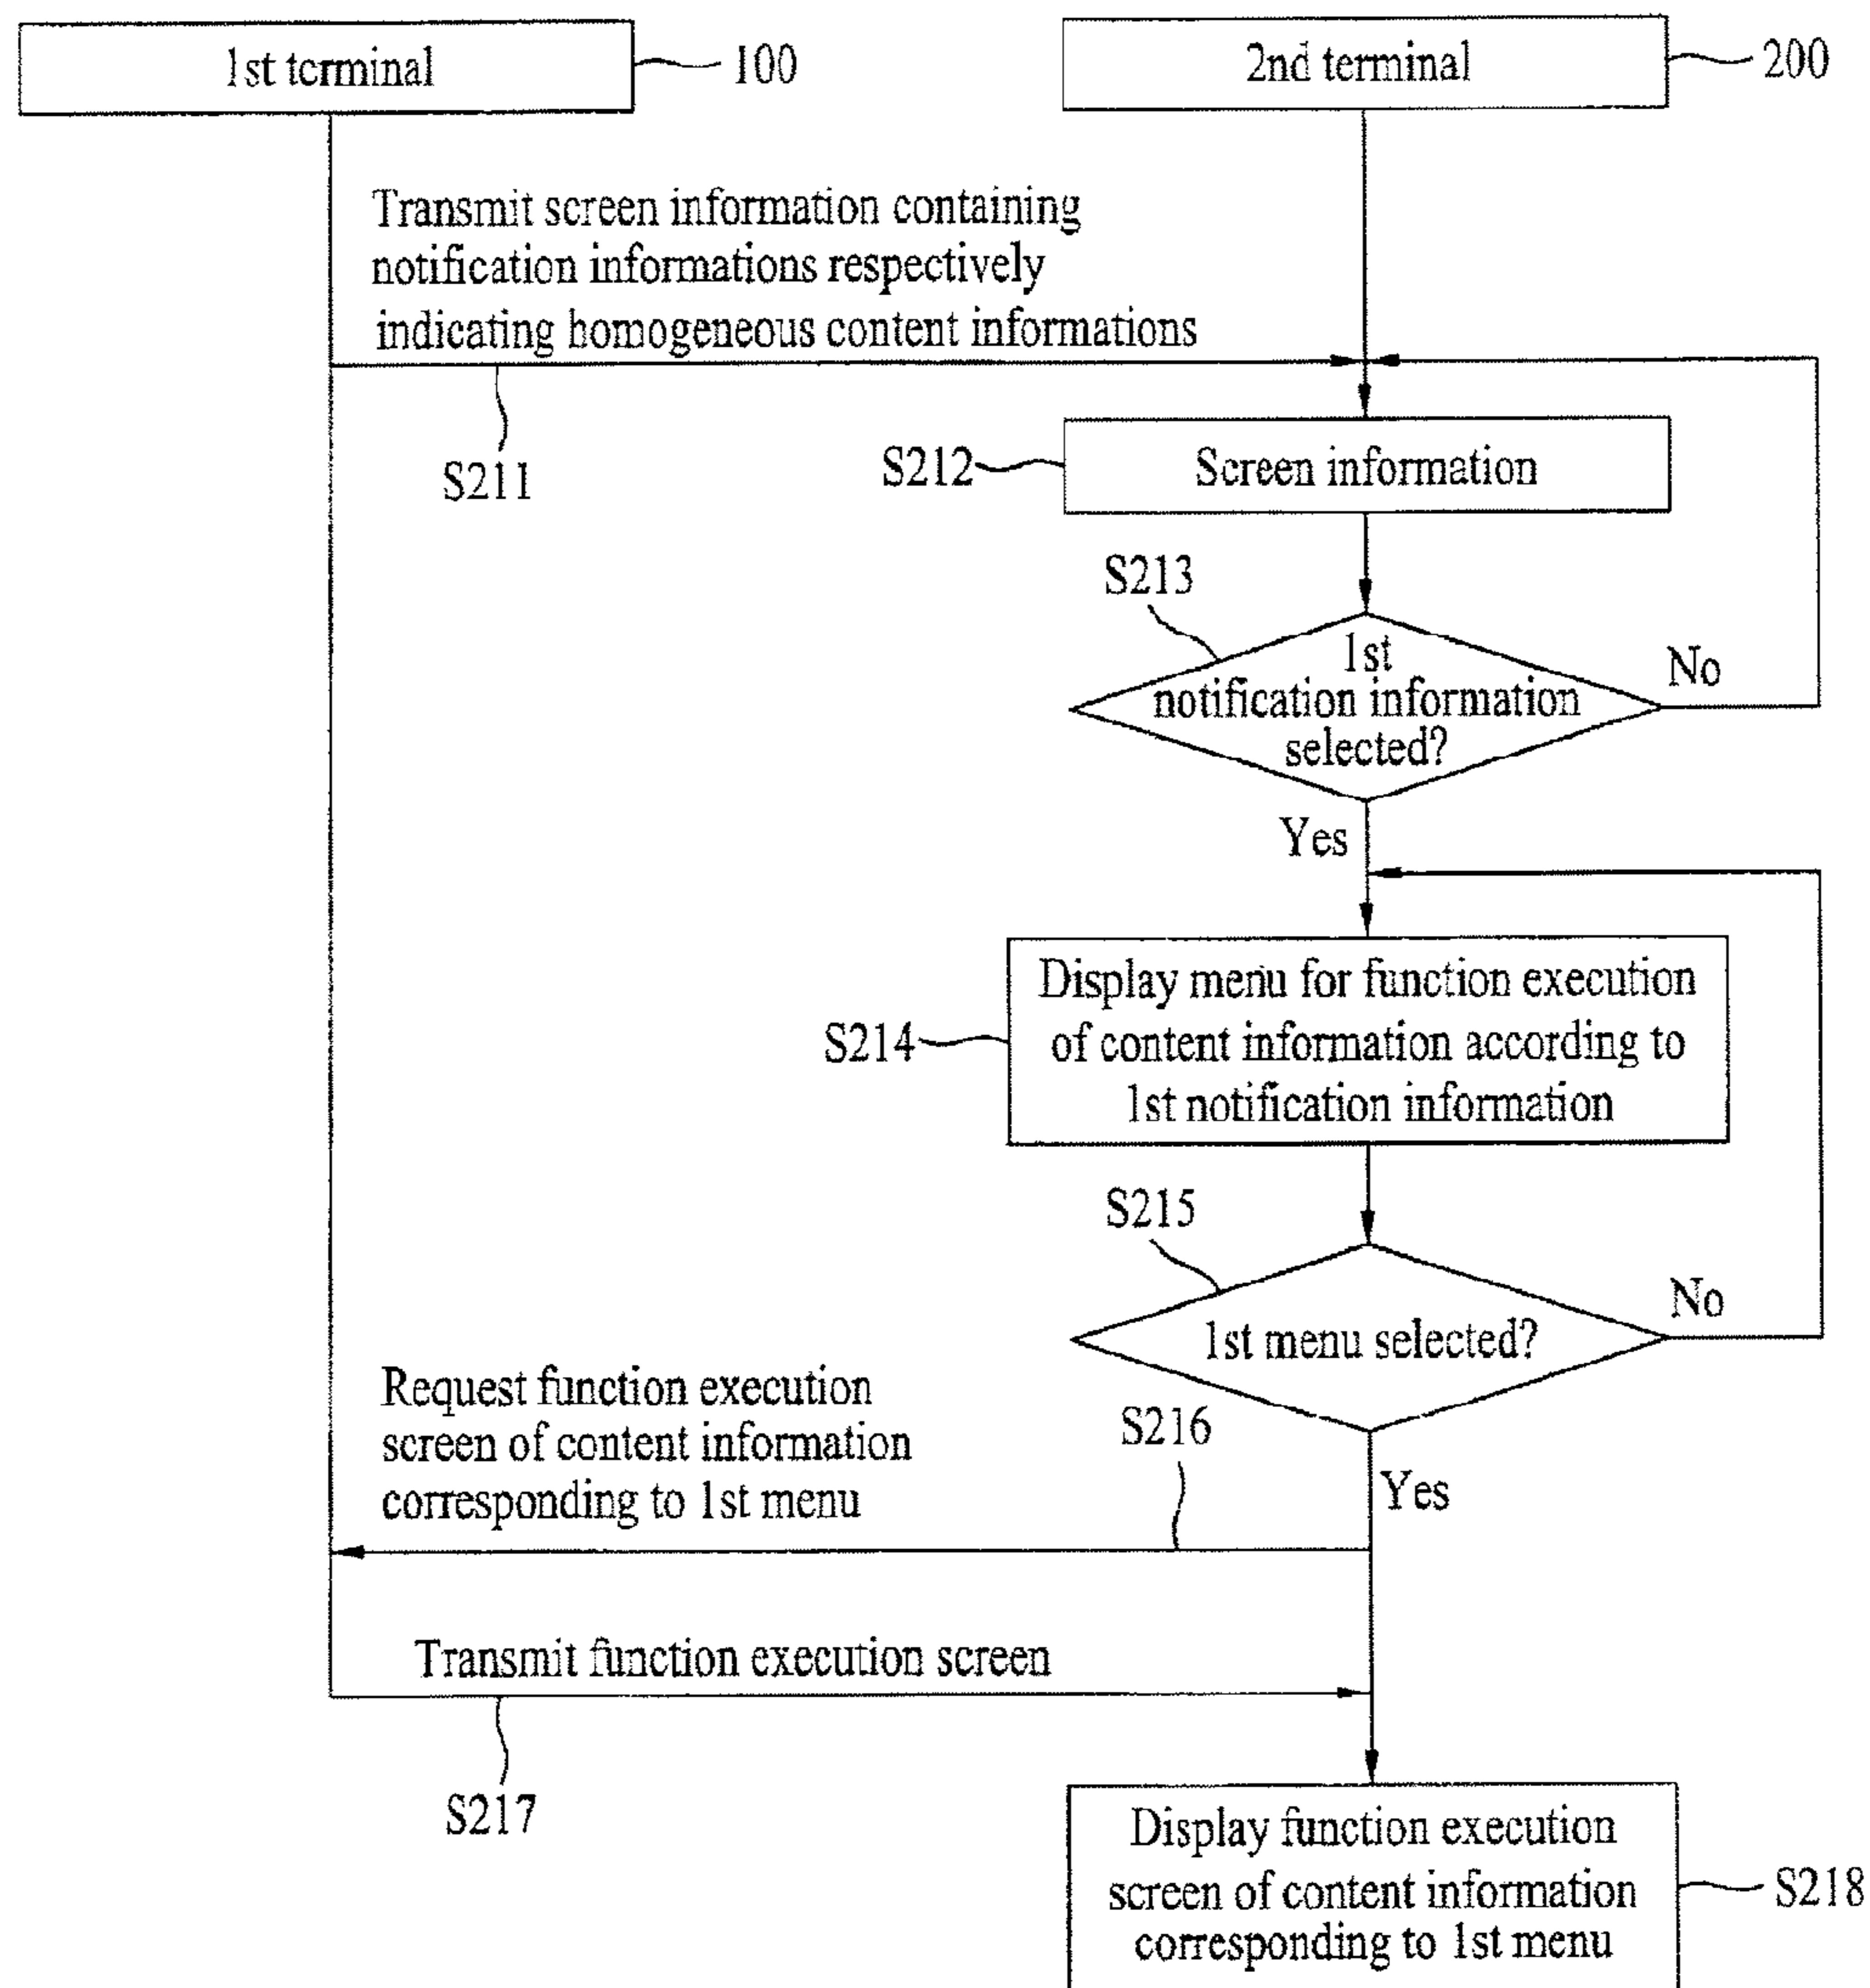 1st terminal
100
2nd terminal
200
Transmit screen information containing
notification informations respectively
indicating homogeneous content informations
S211
S212
Screen information
S213
1st
notification information
selected?
No
Yes
S214
Display menu for function execution
of content information according to
1st notification information
S215
1st menu selected?
No
Request function execution
screen of content information
corresponding to 1st menu
S216
Yes
Transmit function execution screen
S217
Display function execution
screen of content information
corresponding to 1st menu
S218